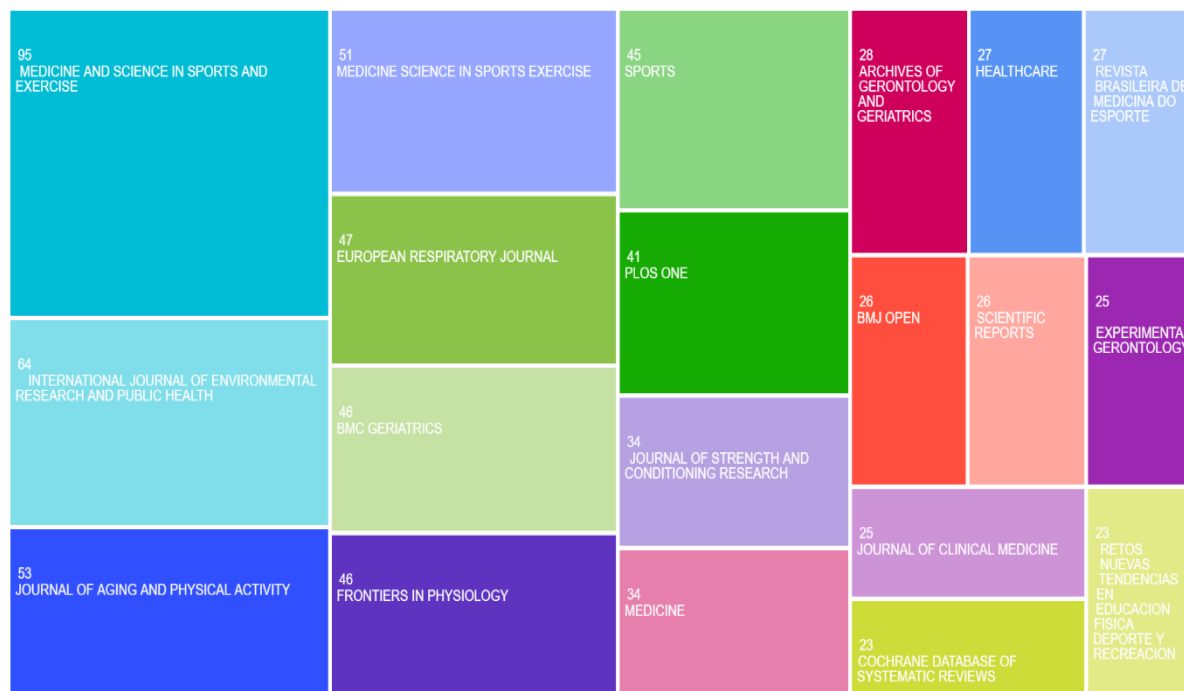 95
MEDICINE AND SCIENCE IN SPORTS AND
EXERCISE
64
INTERNATIONAL JOURNAL OF ENVIRONMENTAL
RESEARCH AND PUBLIC HEALTH
53
JOURNAL OF AGING AND PHYSICAL ACTIVITY
51
MEDICINE SCIENCE IN SPORTS EXERCISE
47
EUROPEAN RESPIRATORY JOURNAL
46
BMC GERIATRICS
46
FRONTIERS IN PHYSIOLOGY
45
SPORTS
41
PLOS ONE
34
JOURNAL OF STRENGTH AND
CONDITIONING RESEARCH
34
MEDICINE
28
ARCHIVES OF
GERONTOLOGY
AND
GERIATRICS
27
HEALTHCARE
27
REVISTA
BRASILEIRA DE
MEDICINA DO
ESPORTE
26
BMJ OPEN
26
SCIENTIFIC
REPORTS
25
EXPERIMENTA
GERONTOLOGY
25
JOURNAL OF CLINICAL MEDICINE
23
COCHRANE DATABASE OF
SYSTEMATIC REVIEWS
23
RETOS
NUEVAS
TENDENCIAS
EN
EDUCACION
FISICA
DEPORTE Y
RECREACION